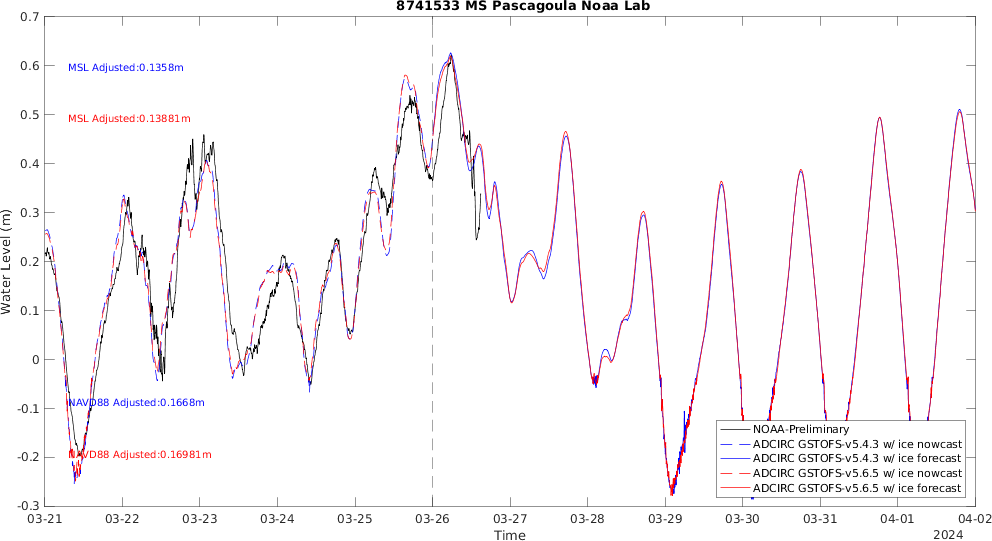 8741533 MS Pascagoula Noaa Lab
0.7
0.6
0.5
0.4
0.3
0.2
0.1
0
-0.1
-0.2
-0.3
Water Level (m)
MSL Adjusted:0.1358m
MSL Adjusted:0.13881m
NAVD88 Adjusted:0.1668m
NAVD88 Adjusted:0.16981m
NOAA-Preliminary
ADCIRC GSTOFS-v5.4.3 w/ ice nowcast
ADCIRC GSTOFS-v5.4.3 w/ ice forecast
ADCIRC GSTOFS-v5.6.5 w/ ice nowcast
ADCIRC GSTOFS-v5.6.5 w/ ice forecast
03-21 03-22 03-23 03-24 03-25 03-26 03-27 03-28 03-29 03-30 03-31 04-01 04-02
Time
2024